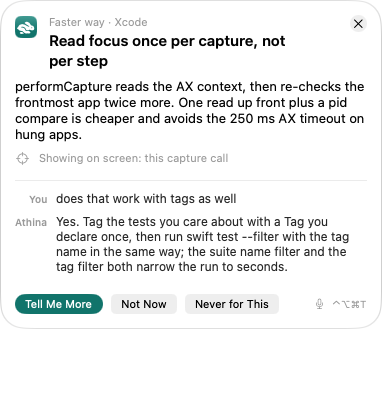 Faster way · Xcode
Read focus once per capture, not
per step
performCapture reads the AX context, then re-checks the
frontmost app twice more. One read up front plus a pid
compare is cheaper and avoids the 250 ms AX timeout on
hung apps.
Showing on screen: this capture call
You does that work with tags as well
Athina Yes. Tag the tests you care about with a Tag you
declare once, then run swift test --filter with the tag
name in the same way; the suite name filter and the
tag filter both narrow the run to seconds.
Tell Me More Not Now Never for This ^⌥⌘T